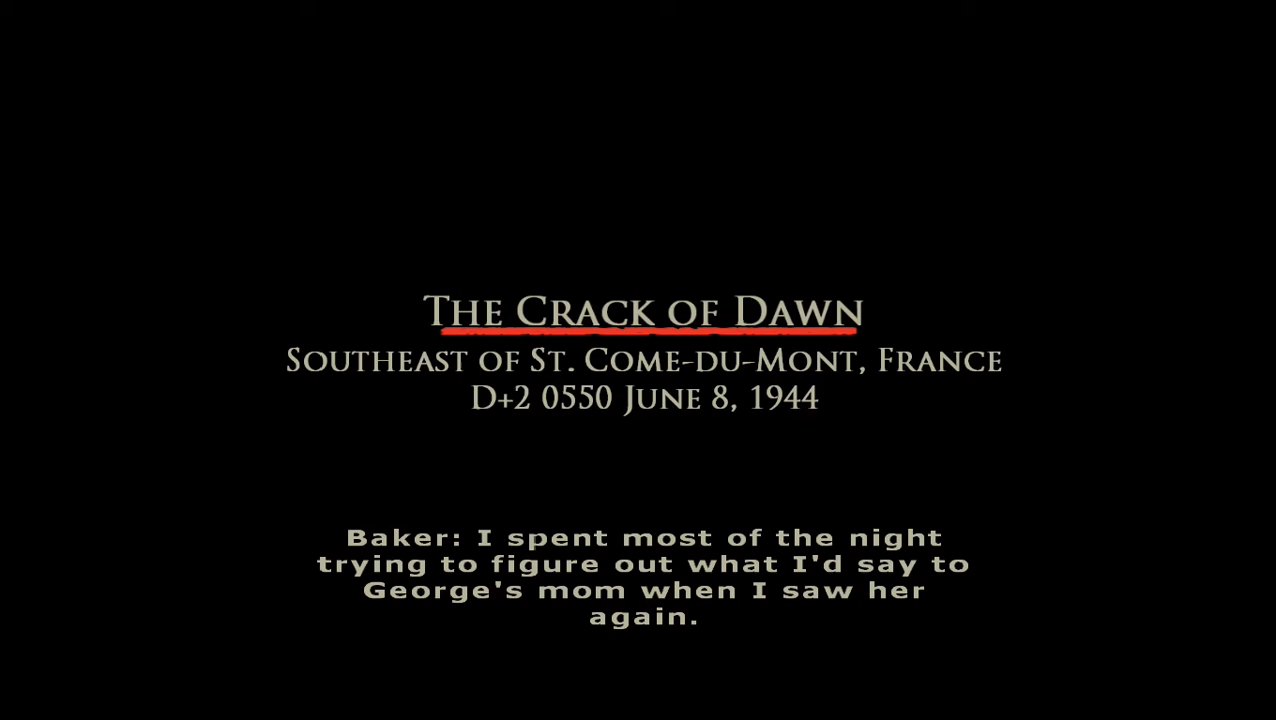 The Crack of Dawn
Southeast of St. Come-du-Mont, France
D+2 0550 June 8, 1944
Baker: I spent most of the night
trying to figure out what I'd say to
George's mom when I saw her
again.